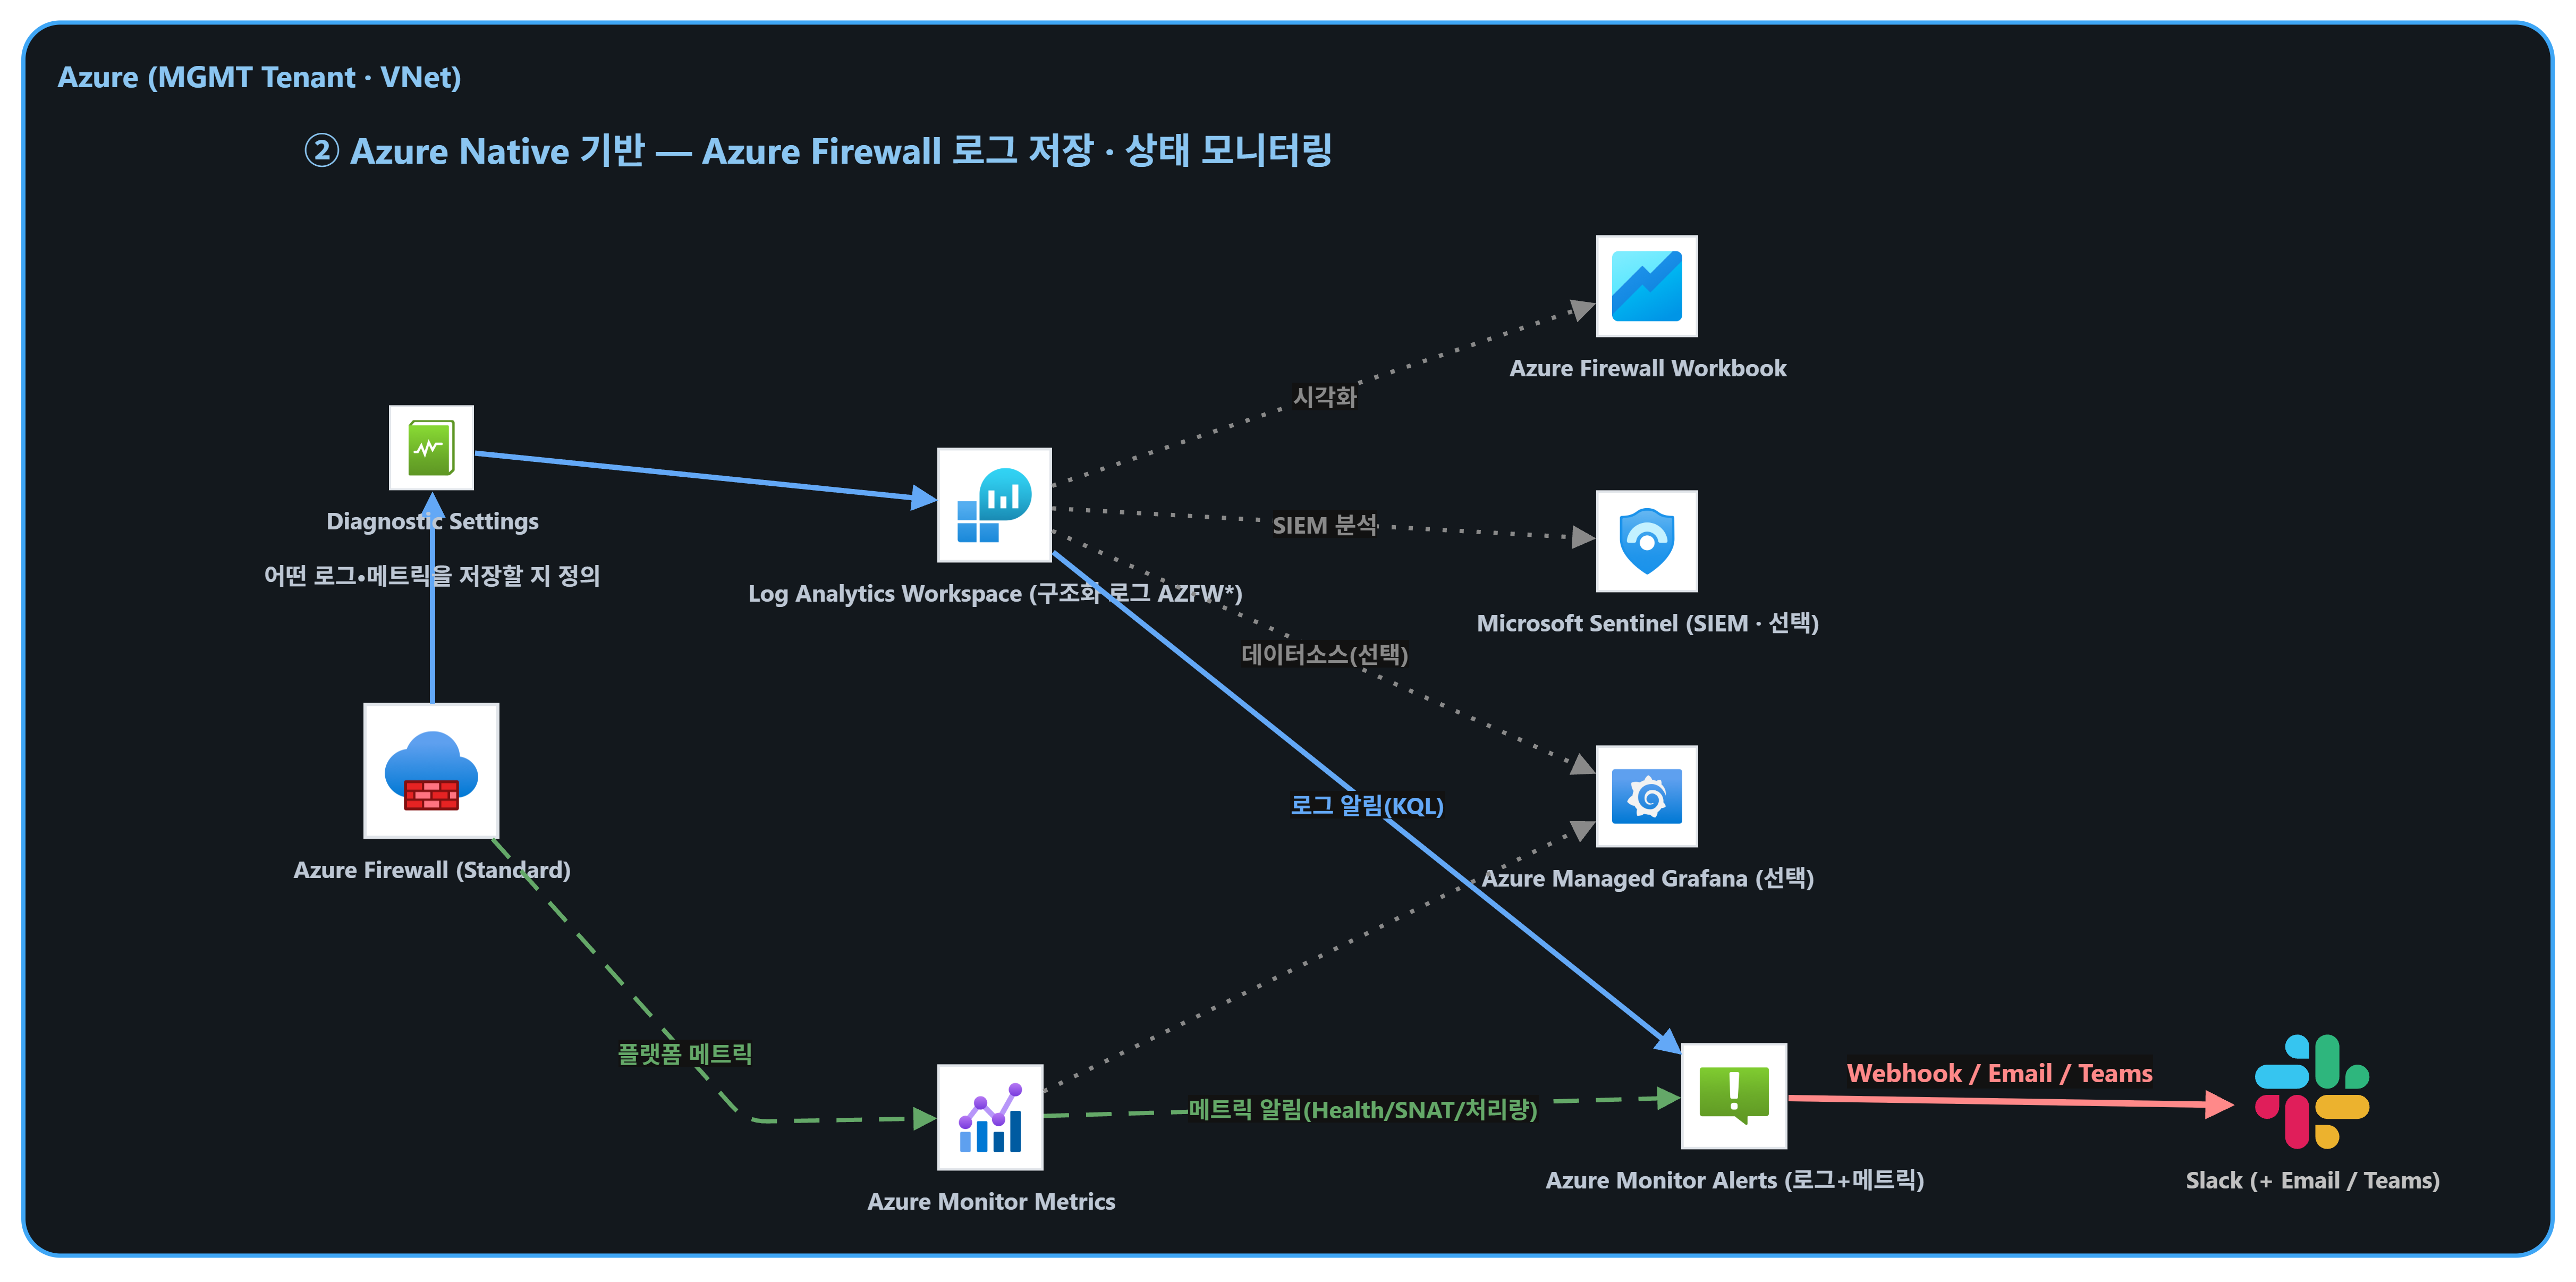 Azure (MGMT Tenant · VNet)
② Azure Native 기반 — Azure Firewall 로그 저장 · 상태 모니터링
Azure Firewall Workbook
시각화
Diagnostic Settings
어떤 로그•메트릭을 저장할 지 정의
Log Analytics Workspace (구조화 로그 AZFW*)
SIEM 분석
Microsoft Sentinel (SIEM · 선택)
데이터소스(선택)
로그 알림(KQL)
Azure Firewall (Standard)
Azure Managed Grafana (선택)
플랫폼 메트릭
Azure Monitor Metrics
메트릭 알림(Health/SNAT/처리량)
Azure Monitor Alerts (로그+메트릭)
Webhook / Email / Teams
Slack (+ Email / Teams)